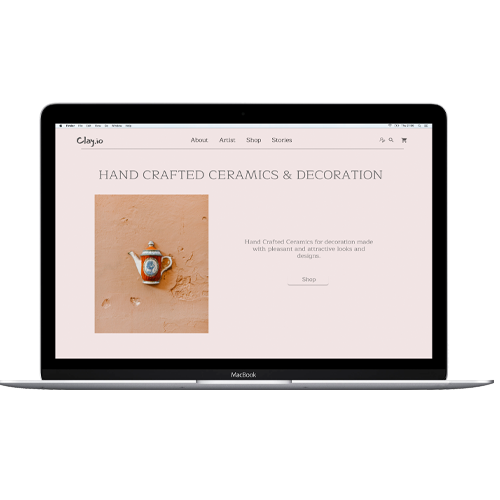 Clay.io
About Artist Shop Stories
HAND CRAFTED CERAMICS & DECORATION
Hand Crafted Ceramics for decoration made
with pleasant and attractive looks and
designs.
Shop
MacBook